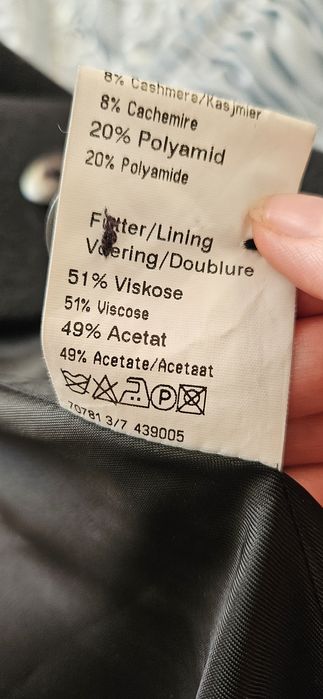 8% Cashmere/Kasjmier
8% Cachemire
20% Polyamid
20% Polyamide
Futter/Lining
Voering/Doublure
51% Viskose
51% Viscose
49% Acetat
49% Acetate/Acetaat
P
70781 3/7 439005